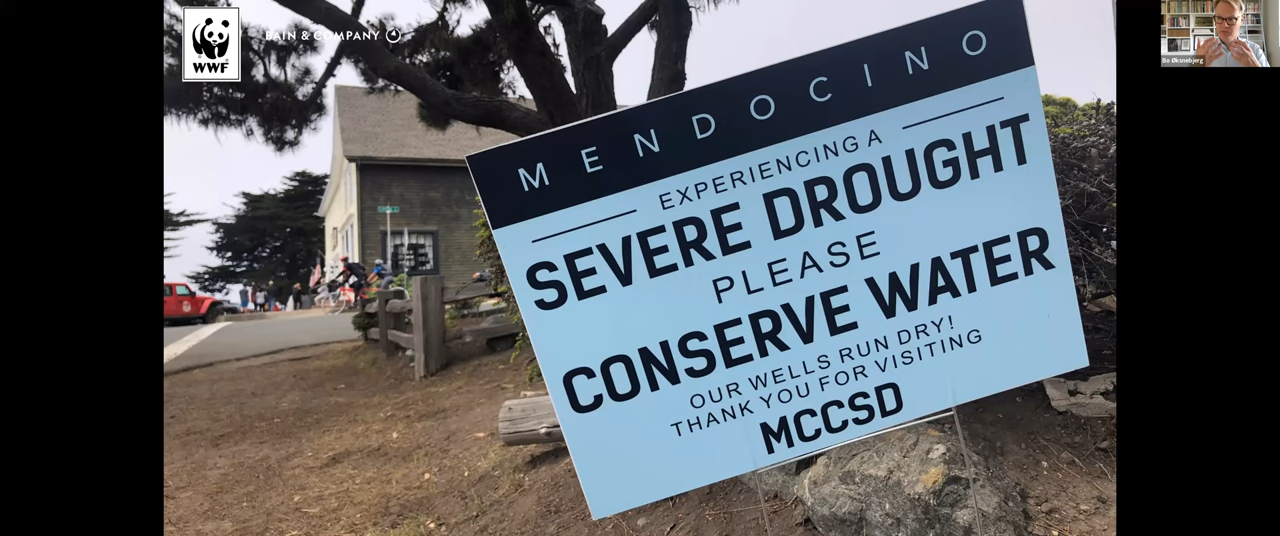 WWF
BAIN & COMPANY
Bo Øksnebjerg
MENDOCINO
EXPERIENCING A
SEVERE DROUGHT
PLEASE
CONSERVE WATER
OUR WELLS RUN DRY!
THANK YOU FOR VISITING
MCCSD